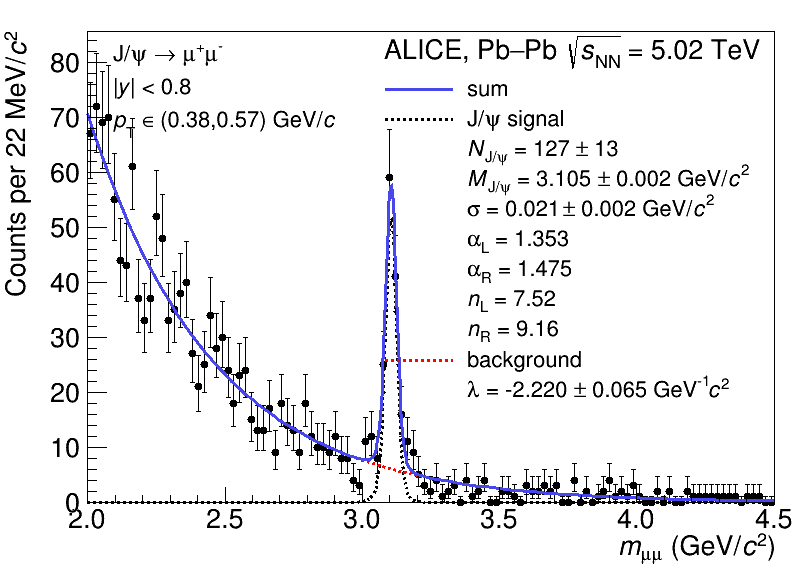 J/ψ → μ⁺μ⁻
|y| < 0.8
p_T ∈ (0.38,0.57) GeV/c
ALICE, Pb–Pb √s_NN = 5.02 TeV
sum
J/ψ signal
N_J/ψ = 127 ± 13
M_J/ψ = 3.105 ± 0.002 GeV/c²
σ = 0.021 ± 0.002 GeV/c²
α_L = 1.353
α_R = 1.475
n_L = 7.52
n_R = 9.16
background
λ = -2.220 ± 0.065 GeV⁻¹c²
Counts per 22 MeV/c²
80
70
60
50
40
30
20
10
0
2.0 2.5 3.0 3.5 4.0 4.5
m_μμ (GeV/c²)